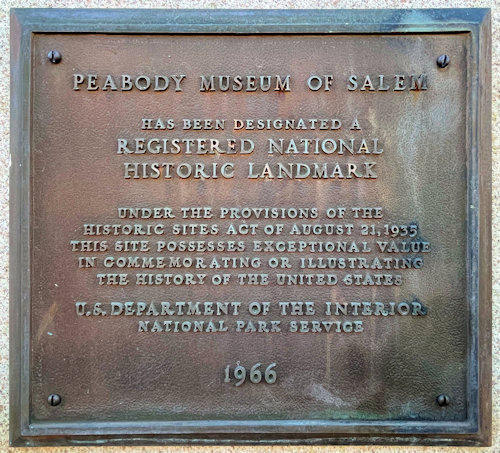 PEABODY MUSEUM OF SALEM
HAS BEEN DESIGNATED A
REGISTERED NATIONAL
HISTORIC LANDMARK
UNDER THE PROVISIONS OF THE
HISTORIC SITES ACT OF AUGUST 21, 1935
THIS SITE POSSESSES EXCEPTIONAL VALUE
IN COMMEMORATING OR ILLUSTRATING
THE HISTORY OF THE UNITED STATES
U.S. DEPARTMENT OF THE INTERIOR
NATIONAL PARK SERVICE
1966